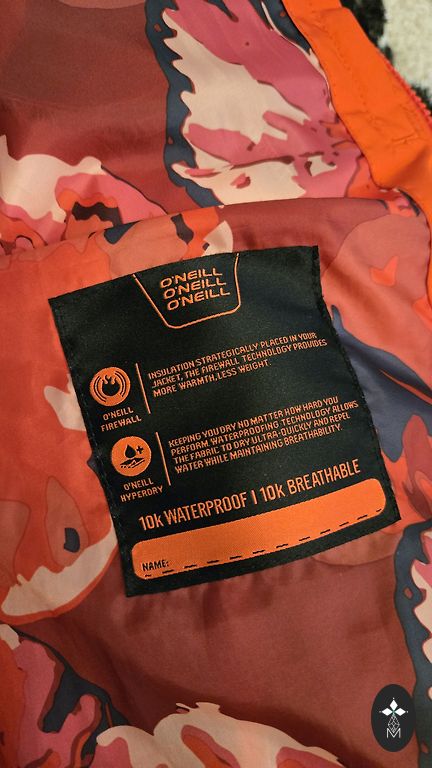 O'NEILL
O'NEILL
O'NEILL
INSULATION STRATEGICALLY PLACED IN YOUR
JACKET, THE FIREWALL TECHNOLOGY PROVIDES
MORE WARMTH, LESS WEIGHT.
O'NEILL
FIREWALL
KEEPING YOU DRY NO MATTER HOW HARD YOU
PERFORM WATERPROOFING TECHNOLOGY ALLOWS
THE FABRIC TO DRY ULTRA-QUICKLY AND REPEL
WATER WHILE MAINTAINING BREATHABILITY.
O'NEILL
HYPERDRY
10K WATERPROOF | 10K BREATHABLE
NAME:
M